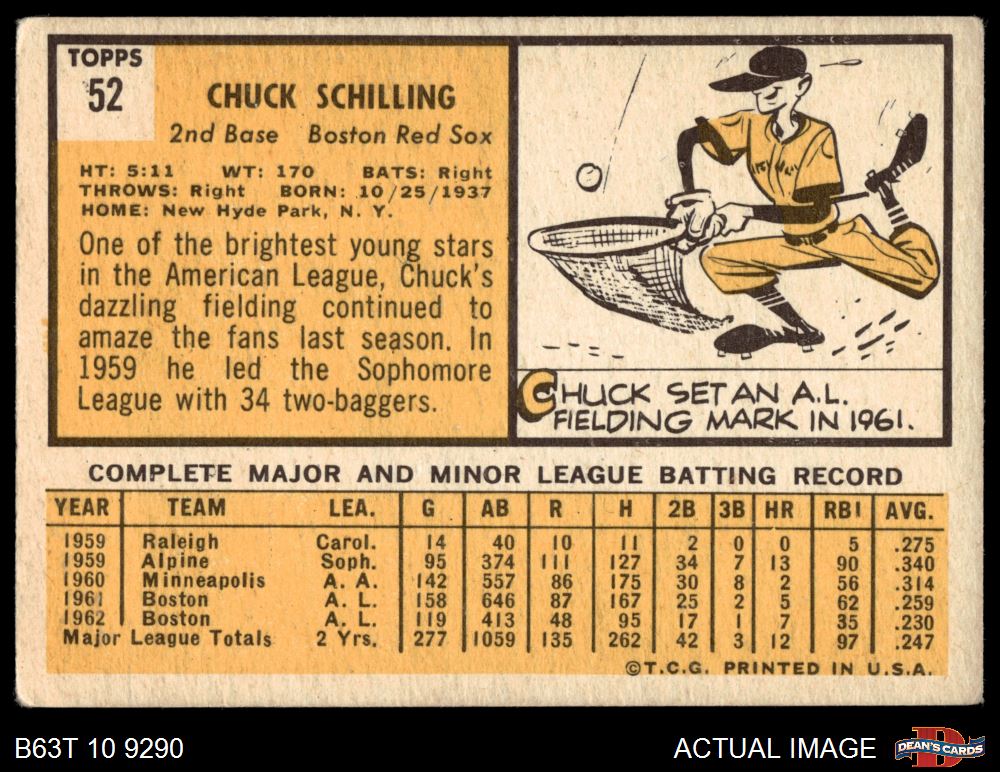 TOPPS
52
CHUCK SCHILLING
2nd Base Boston Red Sox
HT: 5:11 WT: 170 BATS: Right
THROWS: Right BORN: 10/25/1937
HOME: New Hyde Park, N. Y.
One of the brightest young stars
in the American League, Chuck's
dazzling fielding continued to
amaze the fans last season. In
1959 he led the Sophomore
League with 34 two-baggers.
CHUCK SET AN A.L.
FIELDING MARK IN 1961.
COMPLETE MAJOR AND MINOR LEAGUE BATTING RECORD
YEAR TEAM LEA. G AB R H 2B 3B HR RBI AVG.
1959 Raleigh Carol. 14 40 10 11 2 0 0 5 .275
1959 Alpine Soph. 95 374 111 127 34 7 13 90 .340
1960 Minneapolis A. A. 142 557 86 175 30 8 2 56 .314
1961 Boston A. L. 158 646 87 167 25 2 5 62 .259
1962 Boston A. L. 119 413 48 95 17 1 7 35 .230
Major League Totals 2 Yrs. 277 1059 135 262 42 3 12 97 .247
©T.C.G. PRINTED IN U.S.A.
B63T 10 9290
ACTUAL IMAGE
D
DEAN'S CARDS